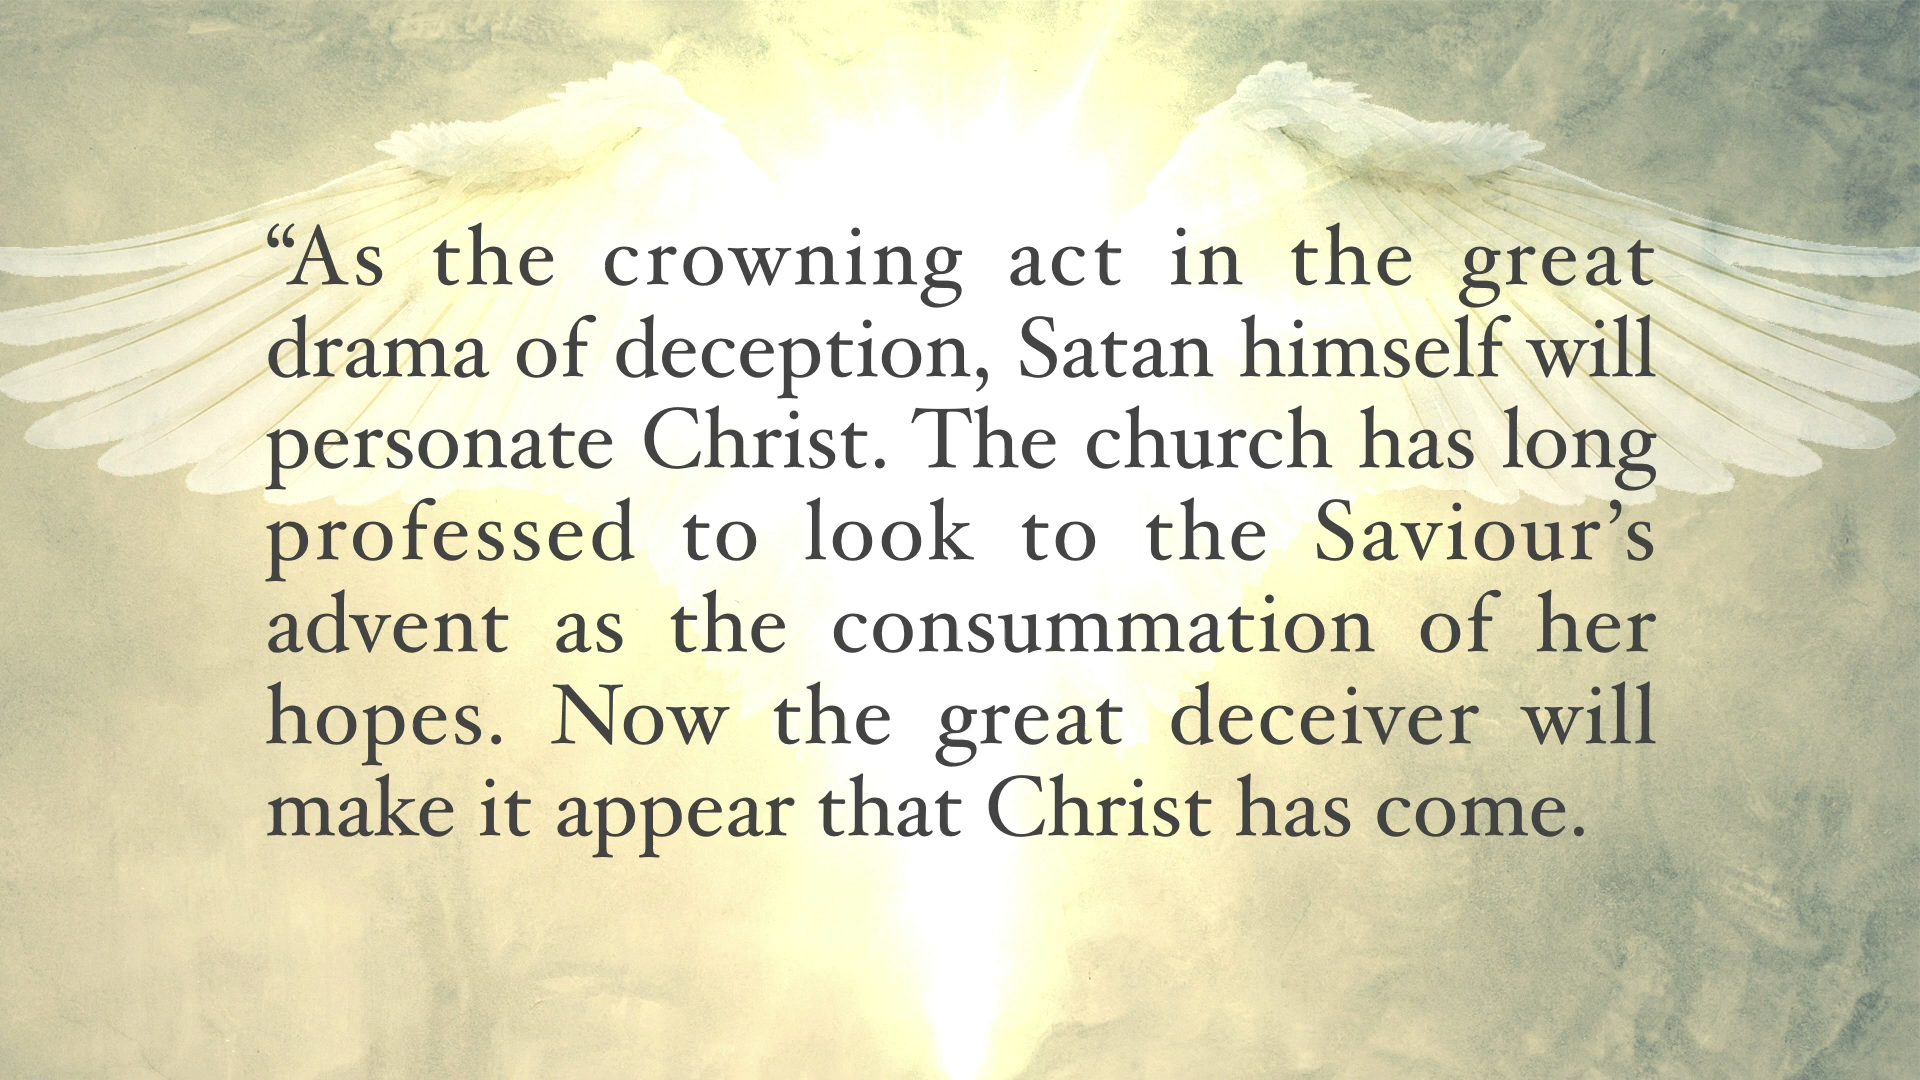 “As the crowning act in the great
drama of deception, Satan himself will
personate Christ. The church has long
professed to look to the Saviour’s
advent as the consummation of her
hopes. Now the great deceiver will
make it appear that Christ has come.